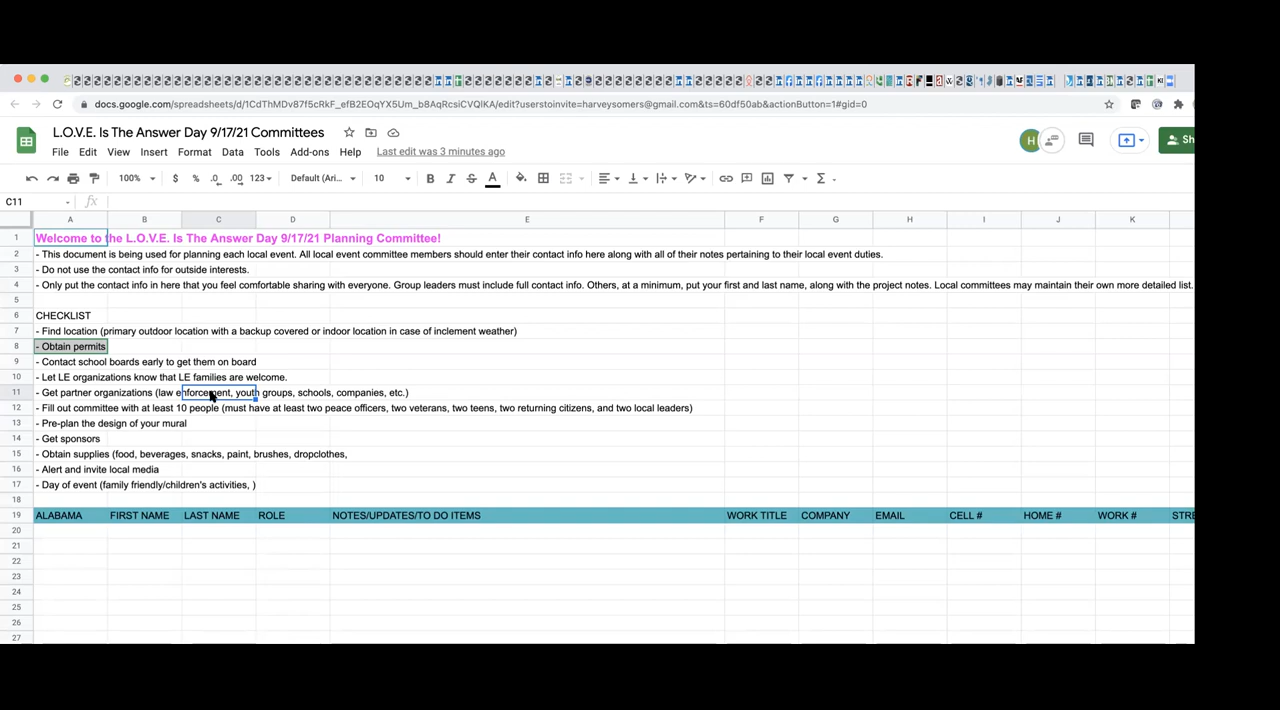 docs.google.com/spreadsheets/d/1CdThMDv87f5cRkF_efB2EOqYX5Um_b8AqRcsiCVQlKA/edit?userstoinvite=harveysomers@gmail.com&ts=60df50ab&actionButton=1#gid=0
L.O.V.E. Is The Answer Day 9/17/21 Committees
H
Sh
File Edit View Insert Format Data Tools Add-ons Help Last edit was 3 minutes ago
100% $ % .0 .00 123 Default (Ari... 10 B I S A
C11 fx
A B C D E F G H I J K
1 Welcome to the L.O.V.E. Is The Answer Day 9/17/21 Planning Committee!
2 - This document is being used for planning each local event. All local event committee members should enter their contact info here along with all of their notes pertaining to their local event duties.
3 - Do not use the contact info for outside interests.
4 - Only put the contact info in here that you feel comfortable sharing with everyone. Group leaders must include full contact info. Others, at a minimum, put your first and last name, along with the project notes. Local committees may maintain their own more detailed list.
5
6 CHECKLIST
7 - Find location (primary outdoor location with a backup covered or indoor location in case of inclement weather)
8 - Obtain permits
9 - Contact school boards early to get them on board
10 - Let LE organizations know that LE families are welcome.
11 - Get partner organizations (law enforcement, youth groups, schools, companies, etc.)
12 - Fill out committee with at least 10 people (must have at least two peace officers, two veterans, two teens, two returning citizens, and two local leaders)
13 - Pre-plan the design of your mural
14 - Get sponsors
15 - Obtain supplies (food, beverages, snacks, paint, brushes, dropclothes,
16 - Alert and invite local media
17 - Day of event (family friendly/children's activities, )
18
19 ALABAMA FIRST NAME LAST NAME ROLE NOTES/UPDATES/TO DO ITEMS WORK TITLE COMPANY EMAIL CELL # HOME # WORK # STRE
20
21
22
23
24
25
26
27